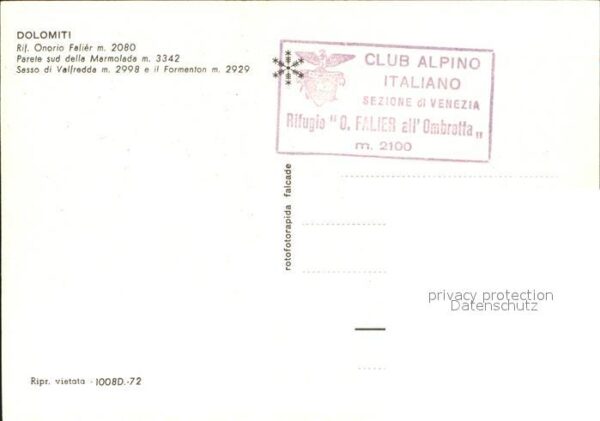 DOLOMITI
Rif. Onorio Falièr m. 2080
Parete sud della Marmolada m. 3342
Sasso di Valfredda m. 2998 e il Formenton m. 2929
CLUB ALPINO
ITALIANO
SEZIONE di VENEZIA
Rifugio "O. FALIER all'Ombretta"
m. 2100
rotofotorapida falcade
privacy protection
Datenschutz
Ripr. vietata - 1008D.-72